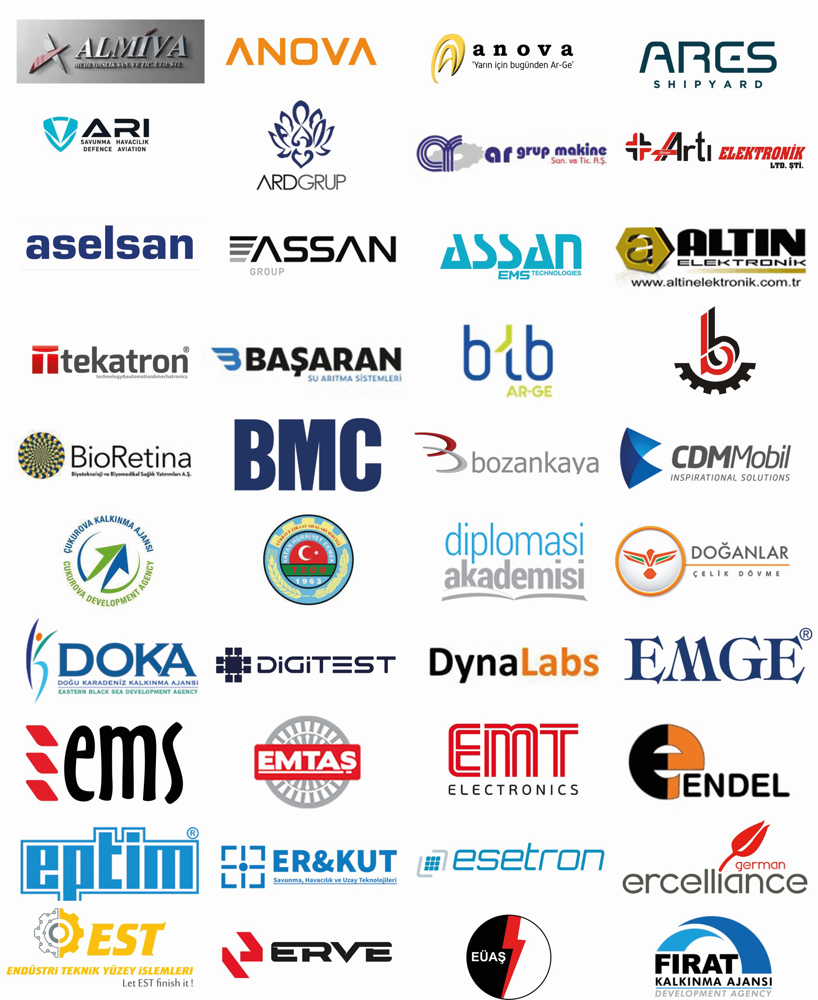 ALMİVA
MÜHENDİSLİK SAN. VE TİC. LTD. STİ.
ANOVA
anova
'Yarın için bugünden Ar-Ge'
ARES
SHIPYARD
ARI
SAVUNMA HAVACILIK
DEFENCE AVIATION
ARDGRUP
ar grup makine
San. ve Tic. A.Ş.
Artı ELEKTRONİK
Tarsus
LTD. ŞTİ.
aselsan
ASSAN
GROUP
ASSAN
EMS TECHNOLOGIES
a ALTIN
ELEKTRONİK
www.altinelektronik.com.tr
tekatron®
technology&automation&mechatronics
BAŞARAN
SU ARITMA SİSTEMLERİ
btb
AR-GE
b
BioRetina
Biyoteknoloji ve Biyomedikal Sağlık Yatırımları A.Ş.
BMC
bozankaya
CDMMobil
INSPIRATIONAL SOLUTIONS
ÇUKUROVA KALKINMA AJANSI
CUKUROVA DEVELOPMENT AGENCY
TÜRKİYE ZİRAAT ODALARI BİRLİĞİ
VATAN HÜRRİYET EKMEK
TZOB
1963
diplomasi
akademisi
DOĞANLAR
ÇELİK DÖVME
DOKA
DOĞU KARADENİZ KALKINMA AJANSI
EASTERN BLACK SEA DEVELOPMENT AGENCY
DiGiTEST
DynaLabs
EMGE®
ems
EMTAŞ
EMT
ELECTRONICS
e ENDEL
eptim®
ER&KUT
Savunma, Havacılık ve Uzay Teknolojileri
esetron
german
ercelliance
EST
ENDÜSTRi TEKNiK YÜZEY iSLEMLERI
Let EST finish it !
ERVE
EÜAŞ
FIRAT
KALKINMA AJANSI
DEVELOPMENT AGENCY